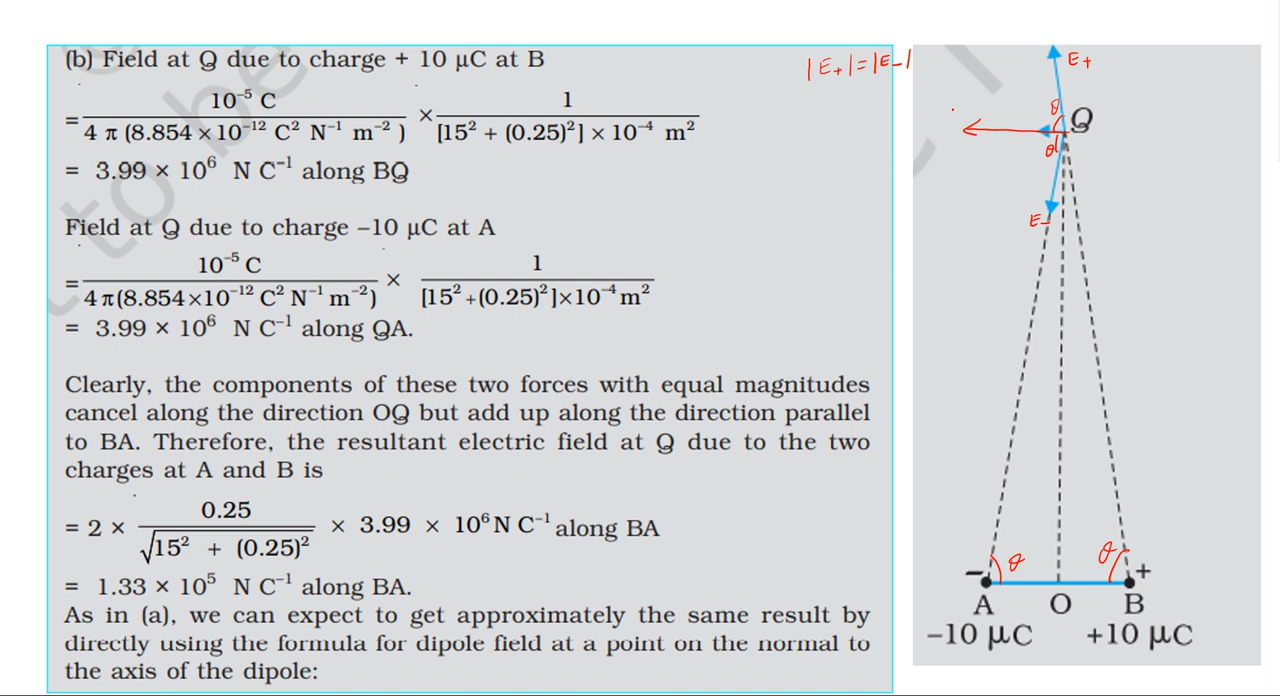 (b) Field at Q due to charge + 10 μC at B
= 10⁻⁵ C / 4 π (8.854 × 10⁻¹² C² N⁻¹ m⁻²) × 1 / [15² + (0.25)²] × 10⁻⁴ m²
= 3.99 × 10⁶ N C⁻¹ along BQ
Field at Q due to charge –10 μC at A
= 10⁻⁵ C / 4 π (8.854 × 10⁻¹² C² N⁻¹ m⁻²) × 1 / [15² + (0.25)²] × 10⁻⁴ m²
= 3.99 × 10⁶ N C⁻¹ along QA.
Clearly, the components of these two forces with equal magnitudes
cancel along the direction OQ but add up along the direction parallel
to BA. Therefore, the resultant electric field at Q due to the two
charges at A and B is
= 2 × 0.25 / √15² + (0.25)² × 3.99 × 10⁶ N C⁻¹ along BA
= 1.33 × 10⁵ N C⁻¹ along BA.
As in (a), we can expect to get approximately the same result by
directly using the formula for dipole field at a point on the normal to
the axis of the dipole:
|E₊| = |E₋|
E₊
θ
Q
θ
E₋
θ θ
– +
A O B
–10 μC +10 μC